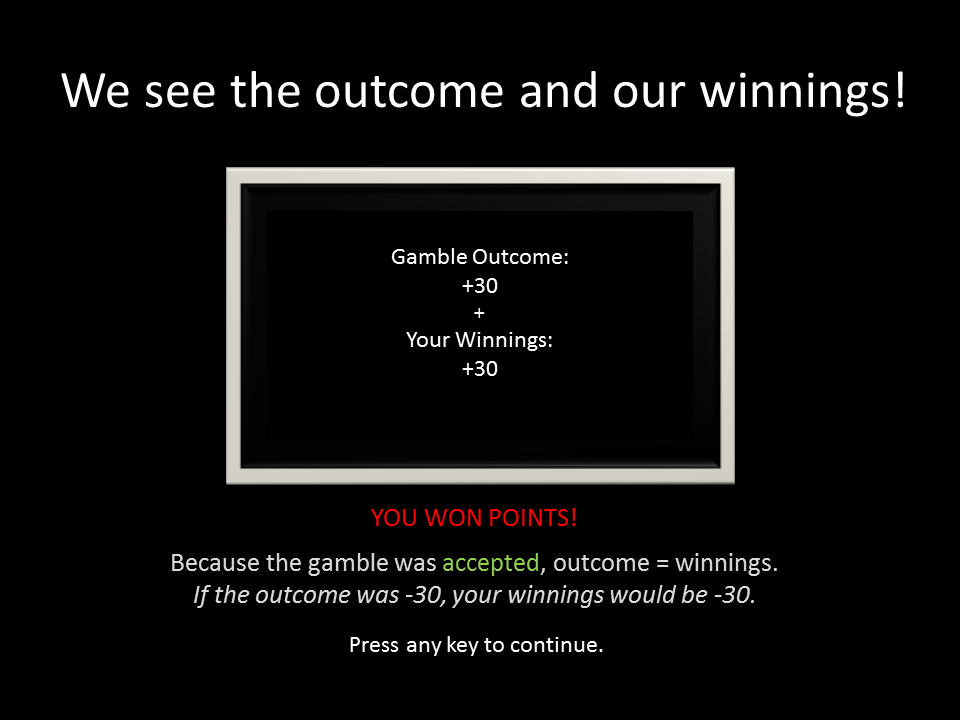 We see the outcome and our winnings!
Gamble Outcome:
+30
+
Your Winnings:
+30
YOU WON POINTS!
Because the gamble was accepted, outcome = winnings.
If the outcome was -30, your winnings would be -30.
Press any key to continue.